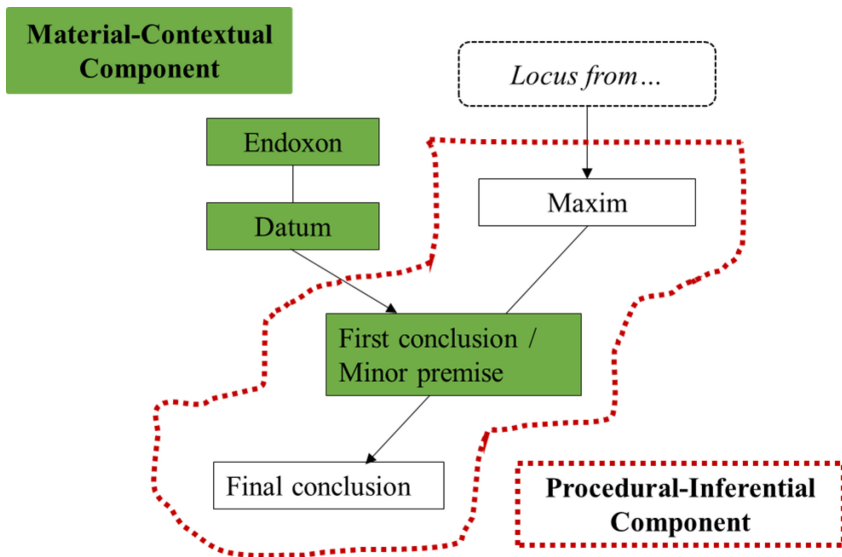 Material-Contextual
Component
Locus from…
Endoxon
Maxim
Datum
First conclusion /
Minor premise
Final conclusion
Procedural-Inferential
Component